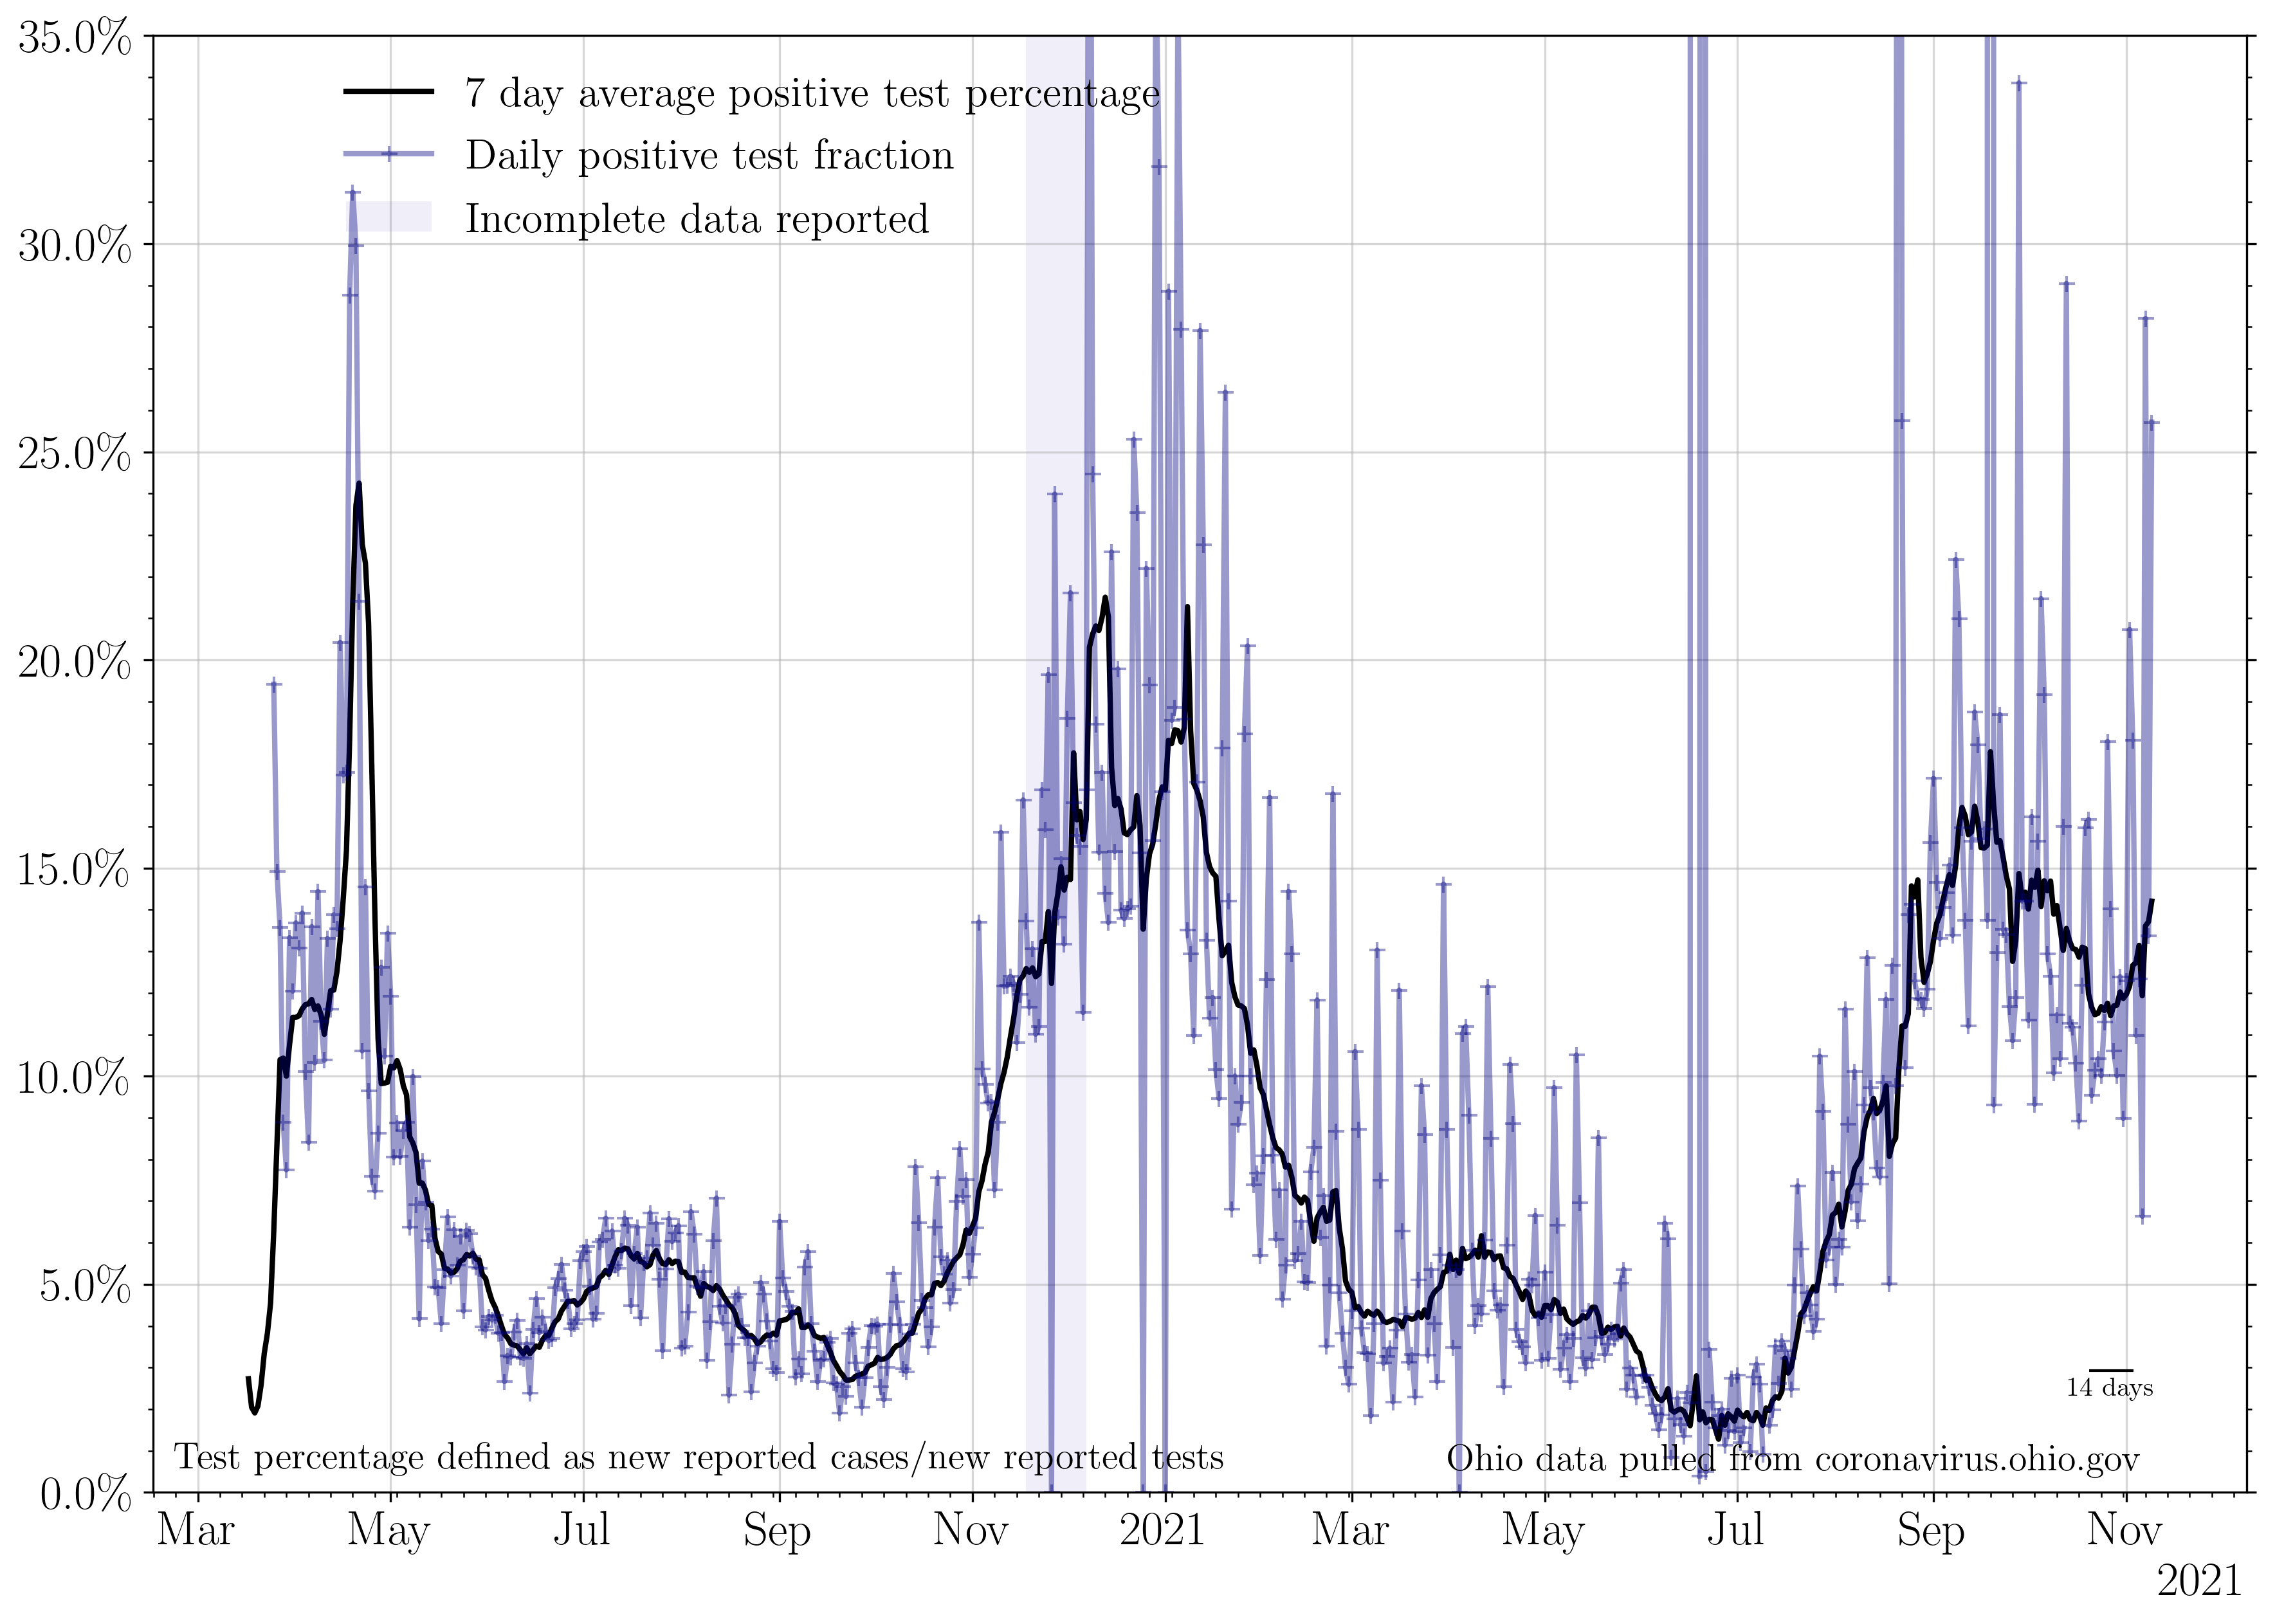 35.0%
30.0%
25.0%
20.0%
15.0%
10.0%
5.0%
0.0%
7 day average positive test percentage
Daily positive test fraction
Incomplete data reported
14 days
Test percentage defined as new reported cases/new reported tests
Ohio data pulled from coronavirus.ohio.gov
Mar May Jul Sep Nov 2021 Mar May Jul Sep Nov
2021